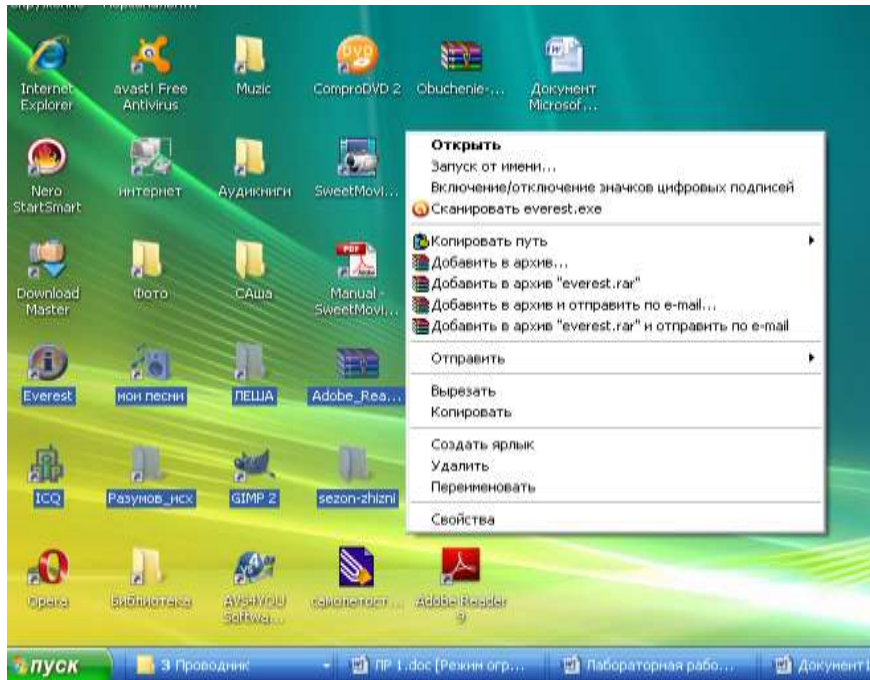 Internet
Explorer
avast! Free
Antivirus
Muzic
ComproDVD 2
Obuchenie-...
Документ
Microsof...
Nero
StartSmart
интернет
Аудикниги
SweetMovi...
Download
Master
Фото
САша
Manual -
SweetMovi...
Everest
мои песни
ЛЕША
Adobe_Rea...
ICQ
Разумов_исх
GIMP 2
sezon-zhizni
Opera
Библиотека
AVS4YOU
Softwa...
самолетост...
Adobe Reader
9
Открыть
Запуск от имени...
Включение/отключение значков цифровых подписей
Сканировать everest.exe
Копировать путь
Добавить в архив...
Добавить в архив "everest.rar"
Добавить в архив и отправить по e-mail...
Добавить в архив "everest.rar" и отправить по e-mail
Отправить
Вырезать
Копировать
Создать ярлык
Удалить
Переименовать
Свойства
пуск
3 Проводник
ЛР 1.doc [Режим огр...
Лабораторная рабо...
Документ